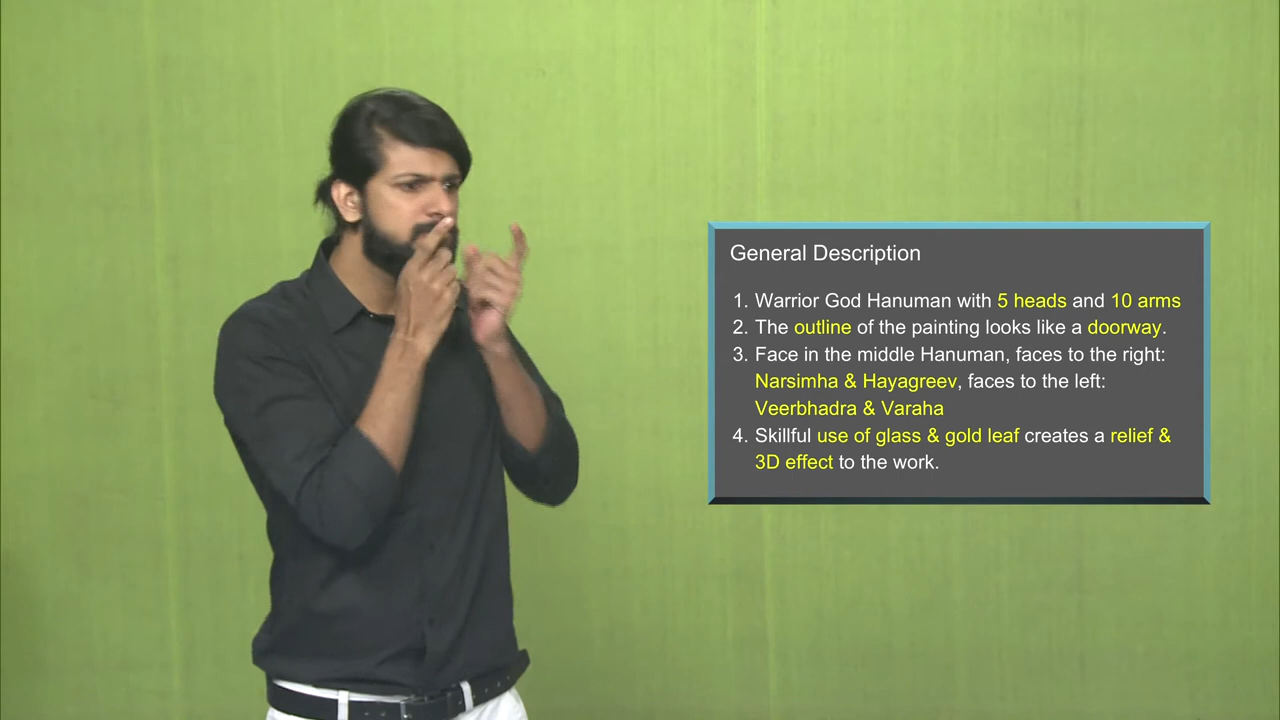 General Description
1. Warrior God Hanuman with 5 heads and 10 arms
2. The outline of the painting looks like a doorway.
3. Face in the middle Hanuman, faces to the right:
Narsimha & Hayagreev, faces to the left:
Veerbhadra & Varaha
4. Skillful use of glass & gold leaf creates a relief &
3D effect to the work.